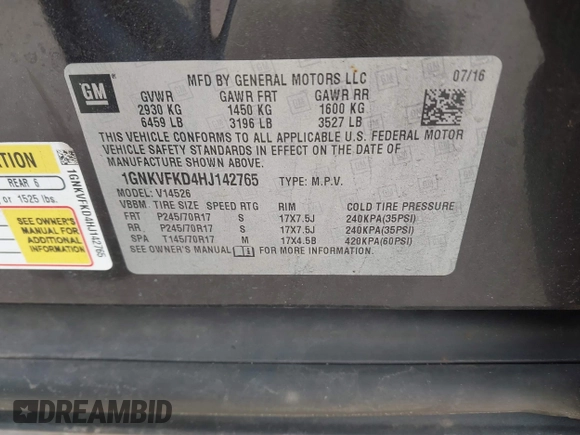 GM
MFD BY GENERAL MOTORS LLC 07/16
GVWR GAWR FRT GAWR RR
2930 KG 1450 KG 1600 KG
6459 LB 3196 LB 3527 LB
THIS VEHICLE CONFORMS TO ALL APPLICABLE U.S. FEDERAL MOTOR
VEHICLE SAFETY STANDARDS IN EFFECT ON THE DATE OF
MANUFACTURE SHOWN ABOVE.
1GNKVFKD4HJ142765 TYPE: M.P.V.
MODEL: V14526
VBBM TIRE SIZE SPEED RTG RIM COLD TIRE PRESSURE
FRT P245/70R17 S 17X7.5J 240KPA(35PSI)
RR P245/70R17 S 17X7.5J 240KPA(35PSI)
SPA T145/70R17 M 17X4.5B 420KPA(60PSI)
SEE OWNER'S MANUAL FOR MORE INFORMATION.
REAR 6
or 1525 lbs.
SEE OWNER'S
MANUAL FOR
ADDITIONAL
INFORMATION
1GNKVFKD4HJ142765
DREAMBID